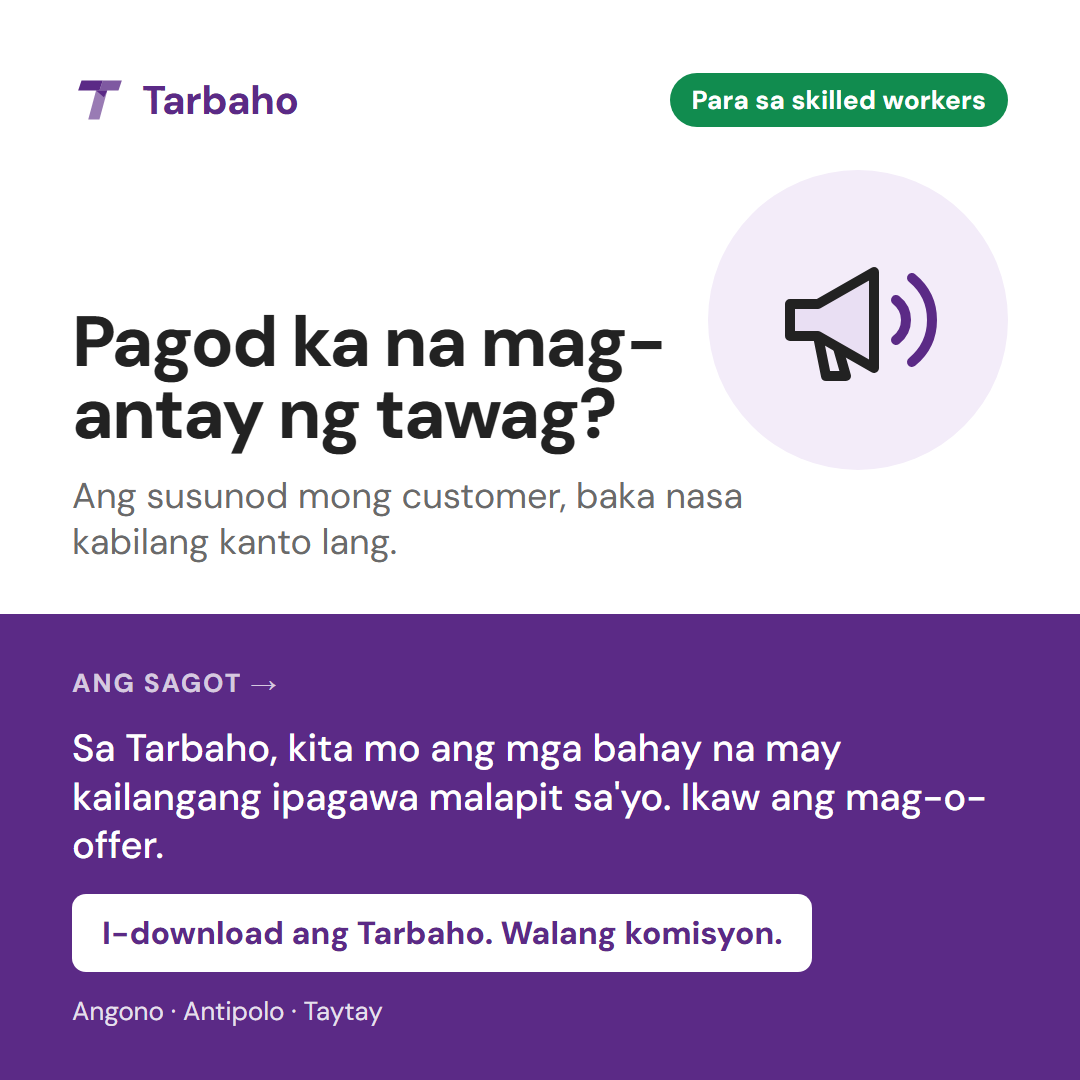 Tarbaho
Para sa skilled workers
Pagod ka na mag-
antay ng tawag?
Ang susunod mong customer, baka nasa
kabilang kanto lang.
ANG SAGOT →
Sa Tarbaho, kita mo ang mga bahay na may
kailangang ipagawa malapit sa'yo. Ikaw ang mag-o-
offer.
I-download ang Tarbaho. Walang komisyon.
Angono · Antipolo · Taytay